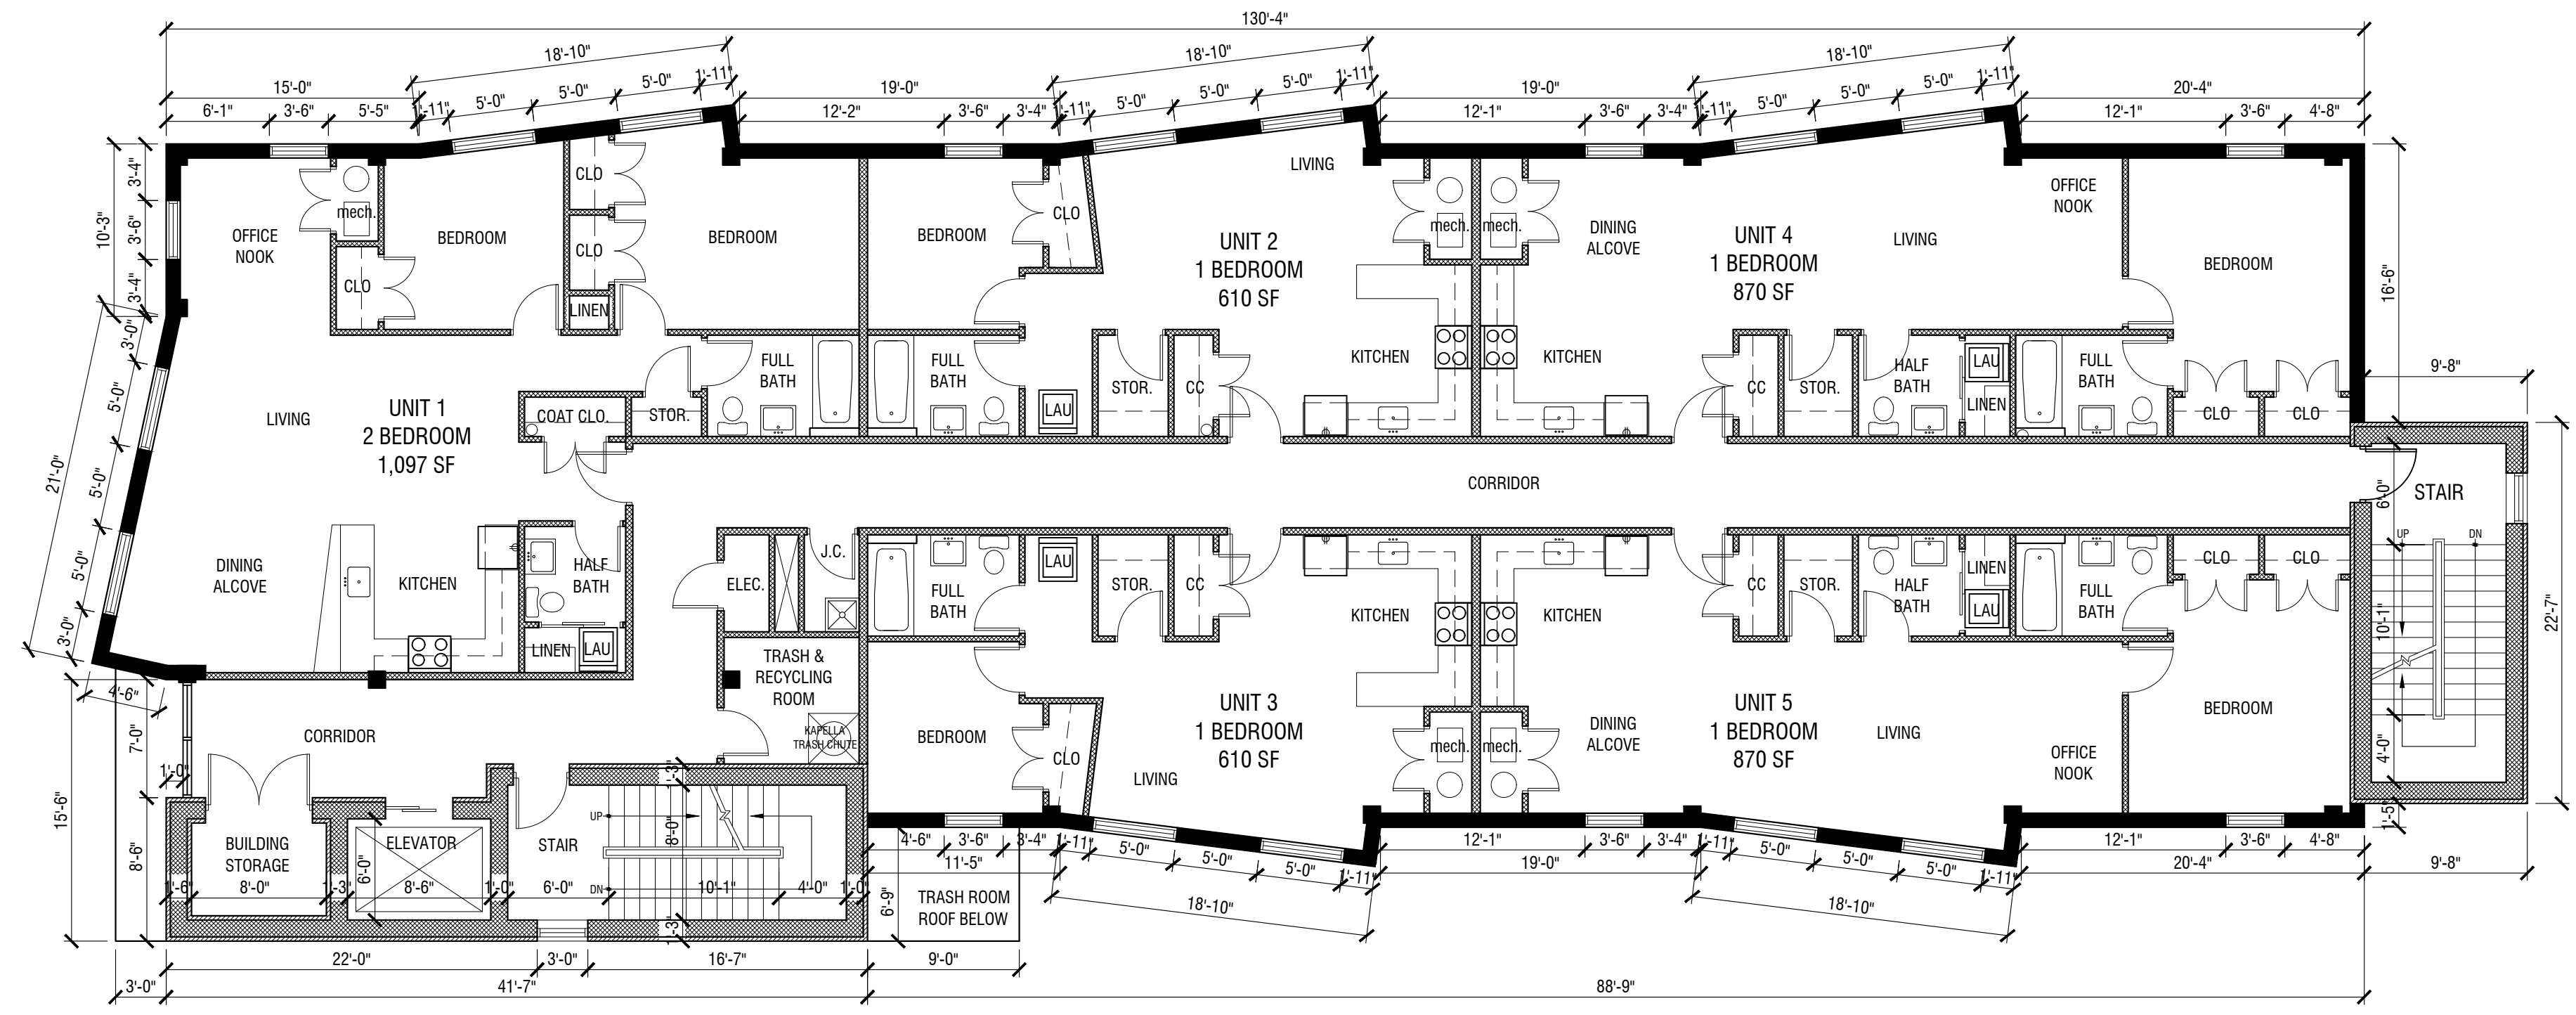 130'-4"
18'-10"
18'-10"
18'-10"
15'-0"
5'-0"
5'-0"
5'-0"
1'-11"
19'-0"
5'-0"
5'-0"
5'-0"
1'-11"
19'-0"
5'-0"
5'-0"
5'-0"
1'-11"
20'-4"
6'-1"
3'-6"
5'-5"
1'-11"
12'-2"
3'-6"
3'-4"
1'-11"
12'-1"
3'-6"
3'-4"
1'-11"
12'-1"
3'-6"
4'-8"
10'-3"
3'-4"
3'-6"
3'-4"
21'-0"
3'-0"
5'-0"
5'-0"
5'-0"
3'-0"
4'-6"
OFFICE
NOOK
mech.
CLO
BEDROOM
CLO
CLO
LINEN
BEDROOM
LIVING
UNIT 1
2 BEDROOM
1,097 SF
COAT CLO.
STOR.
FULL
BATH
DINING
ALCOVE
KITCHEN
HALF
BATH
LINEN
LAU
BEDROOM
CLO
LIVING
UNIT 2
1 BEDROOM
610 SF
mech.
KITCHEN
FULL
BATH
LAU
STOR.
CC
mech.
DINING
ALCOVE
UNIT 4
1 BEDROOM
870 SF
LIVING
OFFICE
NOOK
BEDROOM
KITCHEN
CC
STOR.
HALF
BATH
LAU
LINEN
FULL
BATH
CLO
CLO
16'-6"
9'-8"
CORRIDOR
STAIR
6'-0"
UP
DN
10'-1"
4'-0"
22'-7"
1'-5"
9'-8"
ELEC.
J.C.
TRASH &
RECYCLING
ROOM
KAPELLA
TRASH CHUTE
CORRIDOR
FULL
BATH
LAU
STOR.
CC
KITCHEN
BEDROOM
CLO
LIVING
UNIT 3
1 BEDROOM
610 SF
mech.
KITCHEN
CC
STOR.
HALF
BATH
LINEN
LAU
FULL
BATH
CLO
CLO
mech.
DINING
ALCOVE
UNIT 5
1 BEDROOM
870 SF
LIVING
OFFICE
NOOK
BEDROOM
15'-6"
7'-0"
8'-6"
1'-0"
BUILDING
STORAGE
ELEVATOR
STAIR
UP
DN
1'-3"
8'-0"
1'-3"
6'-0"
1'-6"
8'-0"
1'-3"
8'-6"
1'-0"
6'-0"
10'-1"
4'-0"
1'-0"
4'-6"
3'-6"
3'-4"
1'-11"
5'-0"
5'-0"
5'-0"
1'-11"
11'-5"
18'-10"
6'-9"
TRASH ROOM
ROOF BELOW
12'-1"
3'-6"
3'-4"
1'-11"
19'-0"
5'-0"
5'-0"
5'-0"
1'-11"
18'-10"
12'-1"
3'-6"
4'-8"
20'-4"
22'-0"
3'-0"
16'-7"
9'-0"
3'-0"
41'-7"
88'-9"